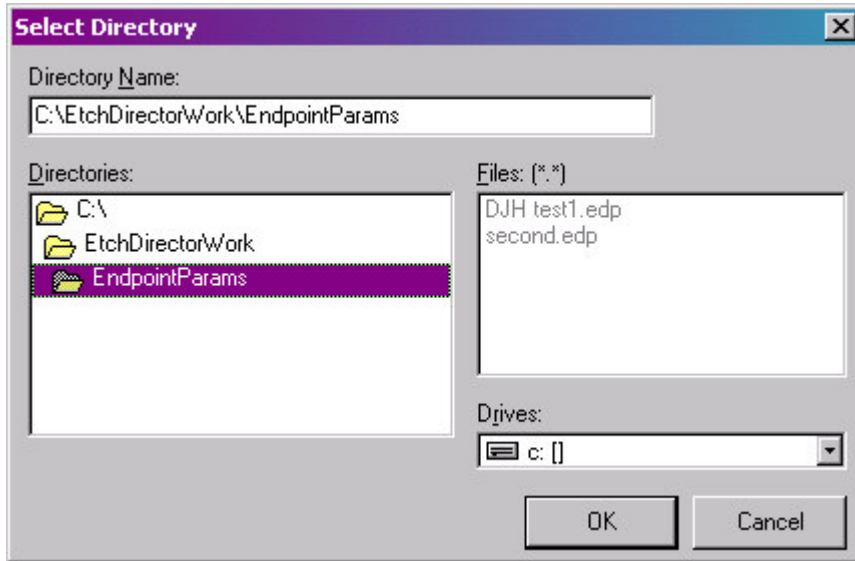 Select Directory
Directory Name:
C:\EtchDirectorWork\EndpointParams
Directories:
C:\
EtchDirectorWork
EndpointParams
Files: (*.*)
DJH test1.edp
second.edp
Drives:
c: []
OK
Cancel